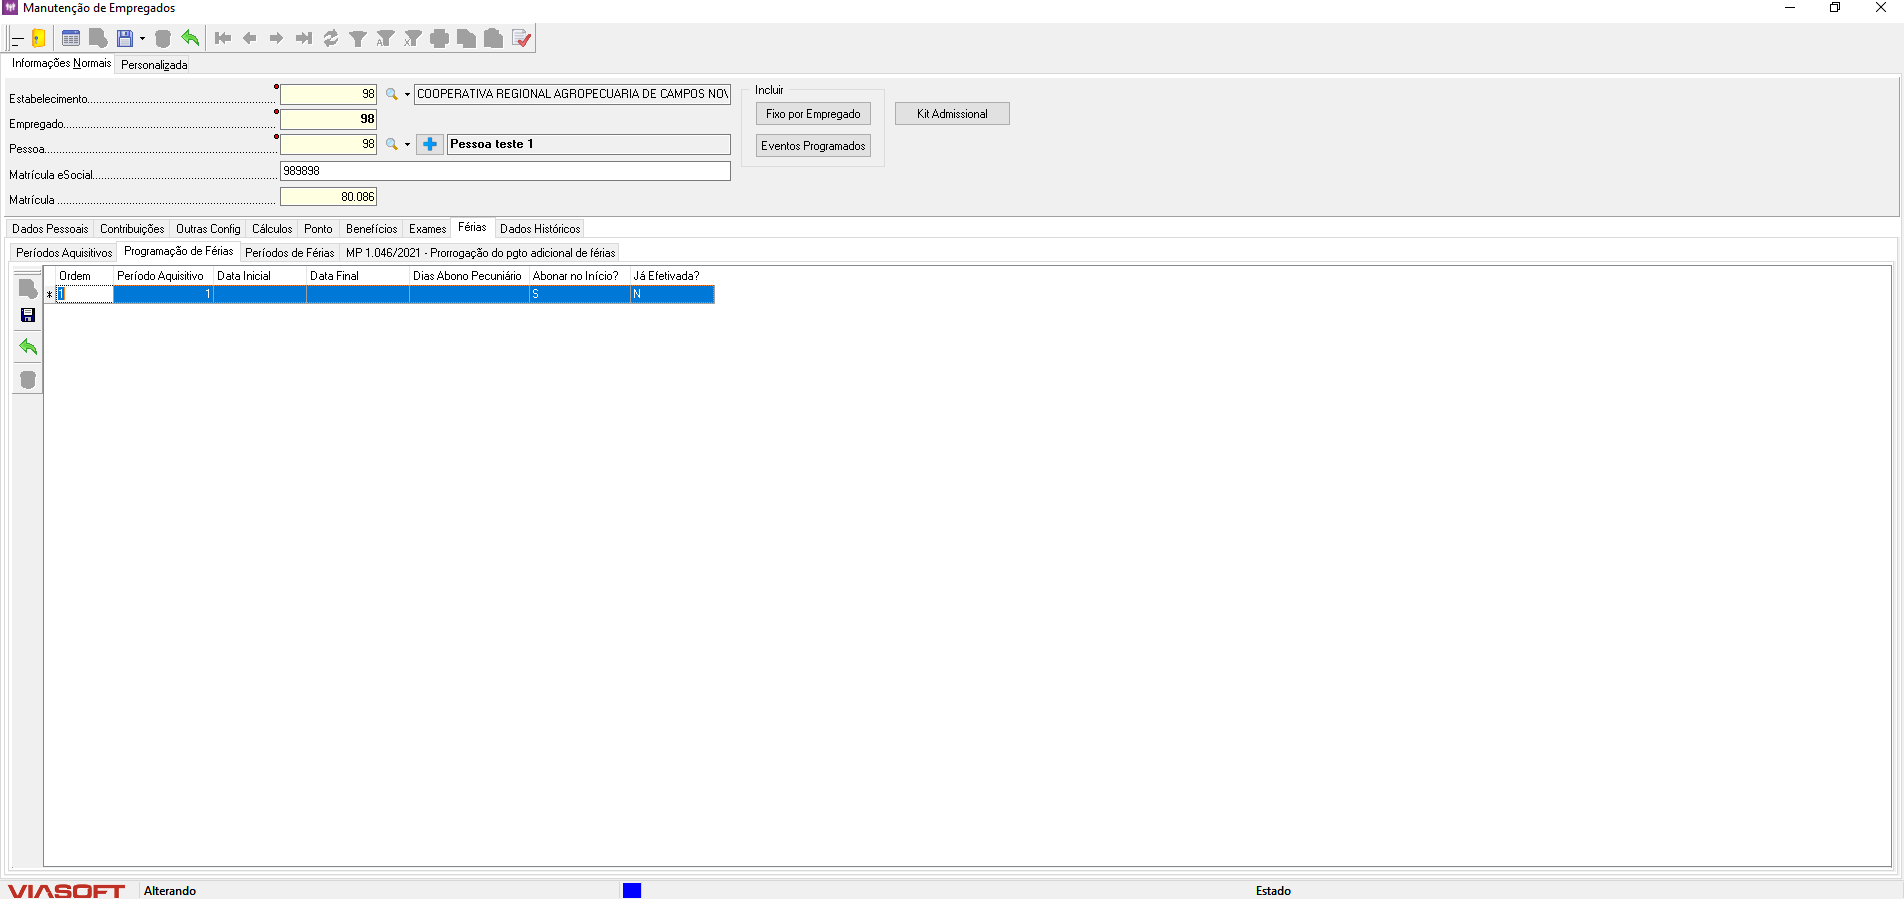 Manutenção de Empregados
Informações Normais Personalizada
Estabelecimento 98 COOPERATIVA REGIONAL AGROPECUARIA DE CAMPOS NOV
Empregado 98
Pessoa 98 Pessoa teste 1
Matrícula eSocial 989898
Matrícula 80.086
Incluir
Fixo por Empregado Kit Admissional
Eventos Programados
Dados Pessoais Contribuições Outras Config Cálculos Ponto Benefícios Exames Férias Dados Históricos
Períodos Aquisitivos Programação de Férias Períodos de Férias MP 1.046/2021 - Prorrogação do pgto adicional de férias
Ordem Período Aquisitivo Data Inicial Data Final Dias Abono Pecuniário Abonar no Início? Já Efetivada?
* 1 1 S N
VIASOFT Alterando Estado